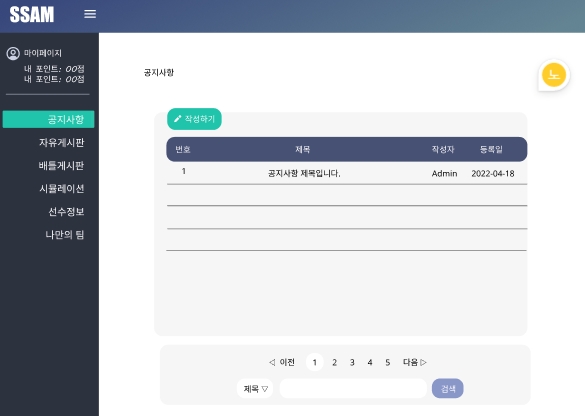 SSAM
마이페이지
내 포인트: 00점
내 포인트: 00점
공지사항
자유게시판
배틀게시판
시뮬레이션
선수정보
나만의 팀
공지사항
노
작성하기
번호 제목 작성자 등록일
1 공지사항 제목입니다. Admin 2022-04-18
◁ 이전 1 2 3 4 5 다음 ▷
제목 ▽ 검색